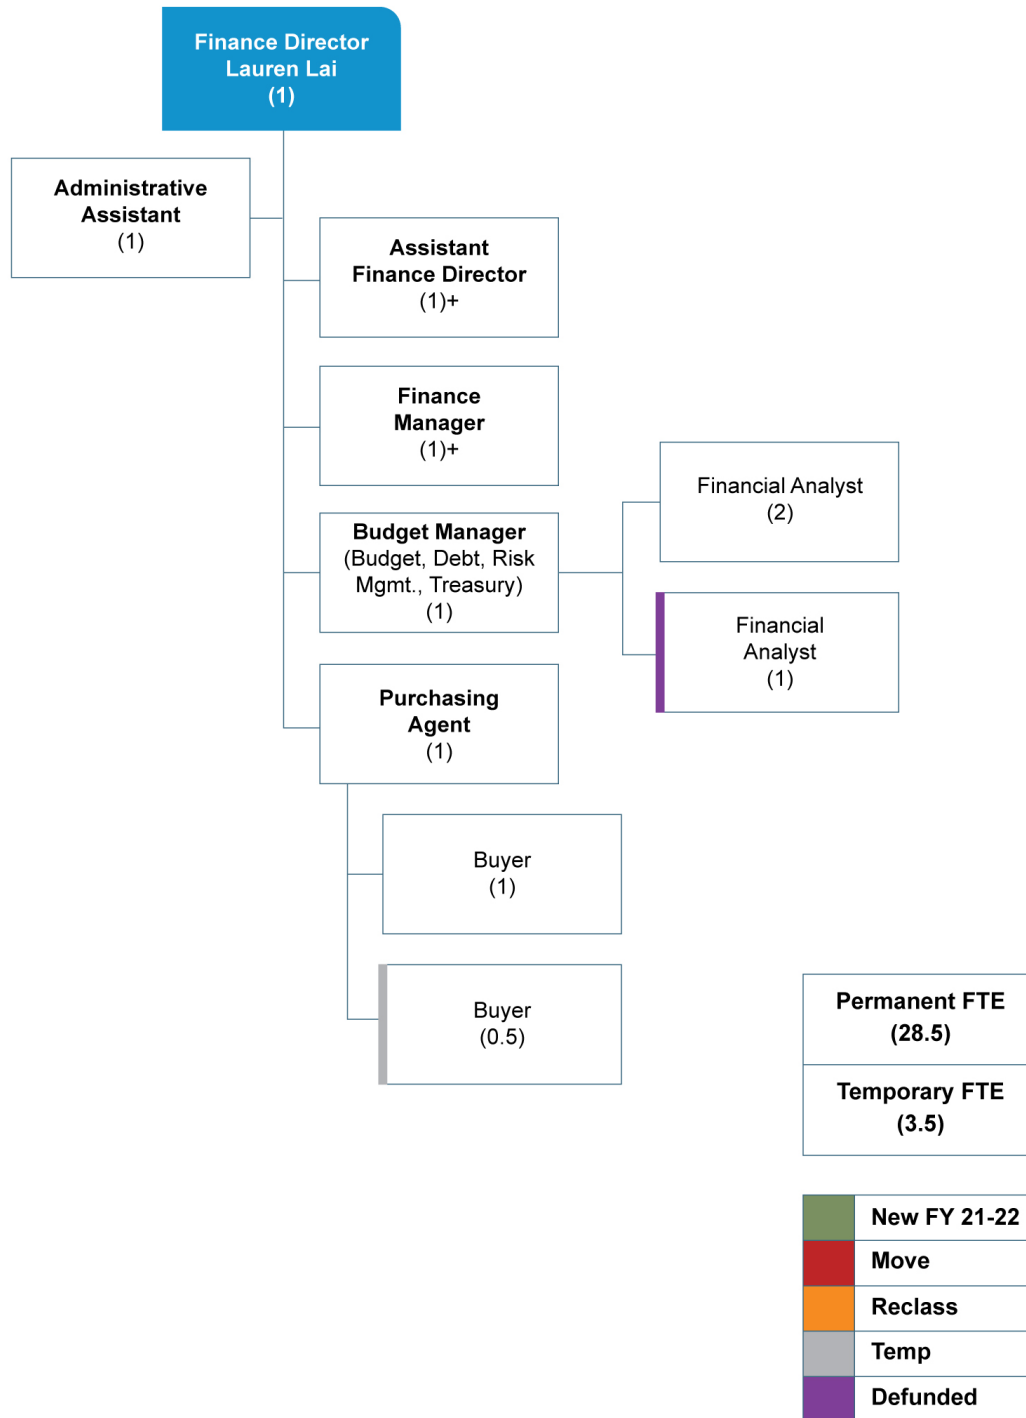 Finance Director
Lauren Lai
(1)
Administrative
Assistant
(1)
Assistant
Finance Director
(1)+
Finance
Manager
(1)+
Budget Manager
(Budget, Debt, Risk
Mgmt., Treasury)
(1)
Financial Analyst
(2)
Financial
Analyst
(1)
Purchasing
Agent
(1)
Buyer
(1)
Buyer
(0.5)
Permanent FTE
(28.5)
Temporary FTE
(3.5)
New FY 21-22
Move
Reclass
Temp
Defunded